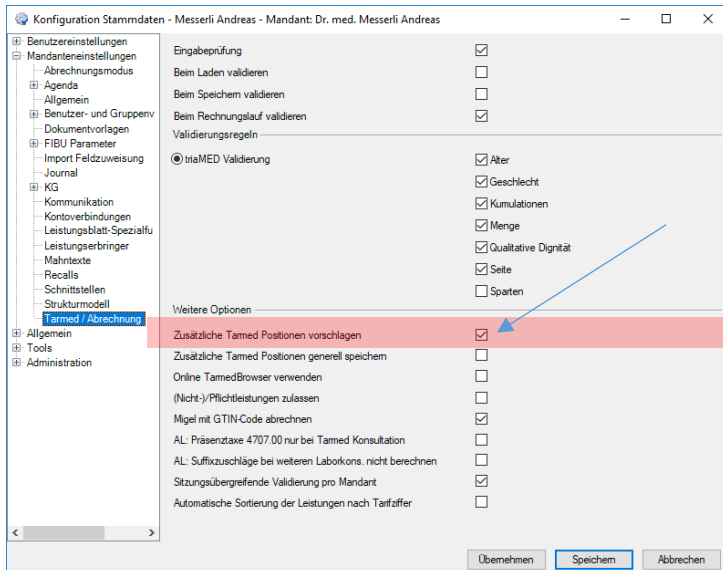 Konfiguration Stammdaten - Messerli Andreas - Mandant: Dr. med. Messerli Andreas
Benutzereinstellungen
Mandanteneinstellungen
Abrechnungsmodus
Agenda
Allgemein
Benutzer- und Gruppenv
Dokumentvorlagen
FIBU Parameter
Import Feldzuweisung
Journal
KG
Kommunikation
Kontoverbindungen
Leistungsblatt-Spezialfu
Leistungserbringer
Mahntexte
Recalls
Schnittstellen
Strukturmodell
Tarmed / Abrechnung
Allgemein
Tools
Administration
Eingabeprüfung
Beim Laden validieren
Beim Speichern validieren
Beim Rechnungslauf validieren
Validierungsregeln
triaMED Validierung
Alter
Geschlecht
Kumulationen
Menge
Qualitative Dignität
Seite
Sparten
Weitere Optionen
Zusätzliche Tarmed Positionen vorschlagen
Zusätzliche Tarmed Positionen generell speichern
Online TarmedBrowser verwenden
(Nicht-)/Pflichtleistungen zulassen
Migel mit GTIN-Code abrechnen
AL: Präsenztaxe 4707.00 nur bei Tarmed Konsultation
AL: Suffixzuschläge bei weiteren Laborkons. nicht berechnen
Sitzungsübergreifende Validierung pro Mandant
Automatische Sortierung der Leistungen nach Tarifziffer
Übernehmen Speichern Abbrechen